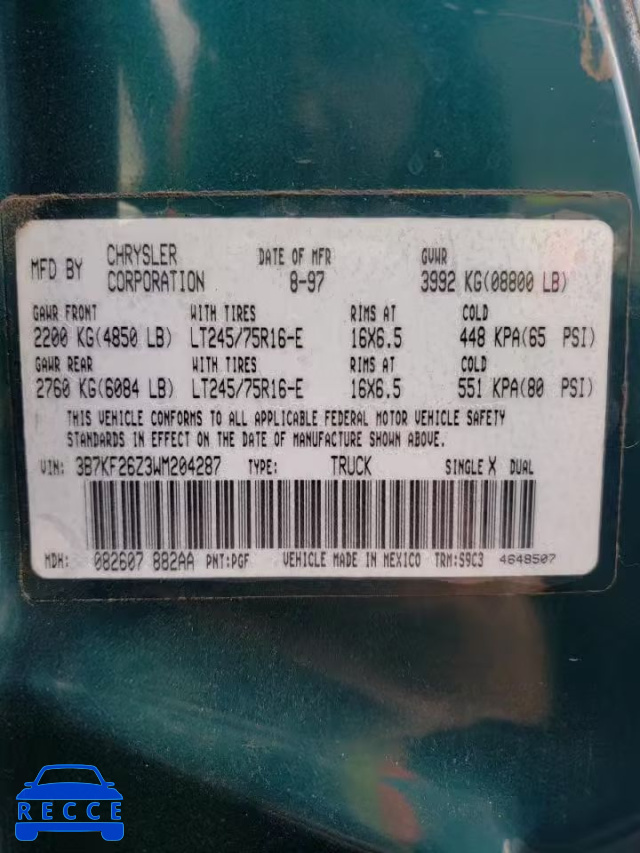 MFD BY CHRYSLER CORPORATION DATE OF MFR 8-97 GVWR 3992 KG(08800 LB)
GAWR FRONT WITH TIRES RIMS AT COLD
2200 KG(4850 LB) LT245/75R16-E 16X6.5 448 KPA(65 PSI)
GAWR REAR WITH TIRES RIMS AT COLD
2760 KG(6084 LB) LT245/75R16-E 16X6.5 551 KPA(80 PSI)
THIS VEHICLE CONFORMS TO ALL APPLICABLE FEDERAL MOTOR VEHICLE SAFETY
STANDARDS IN EFFECT ON THE DATE OF MANUFACTURE SHOWN ABOVE.
VIN: 3B7KF26Z3WM204287 TYPE: TRUCK SINGLE X DUAL
MDH: 082607 882AA PNT:PGF VEHICLE MADE IN MEXICO TRM:S9C3 4648507
RECCE